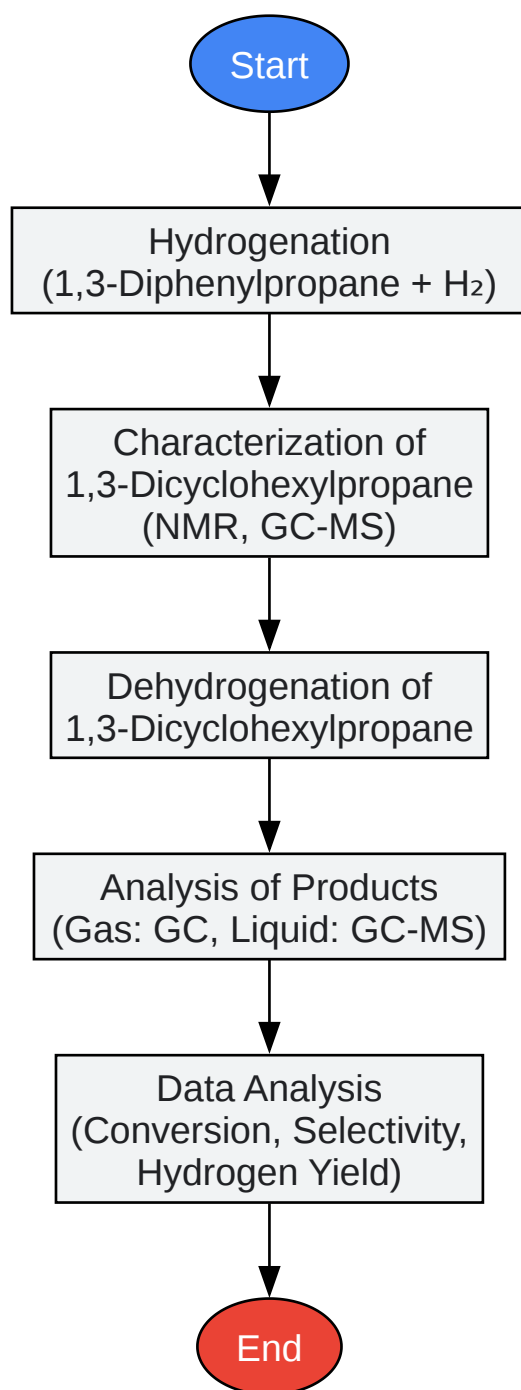 Start
Hydrogenation
(1,3-Diphenylpropane + H₂)
Characterization of
1,3-Dicyclohexylpropane
(NMR, GC-MS)
Dehydrogenation of
1,3-Dicyclohexylpropane
Analysis of Products
(Gas: GC, Liquid: GC-MS)
Data Analysis
(Conversion, Selectivity,
Hydrogen Yield)
End